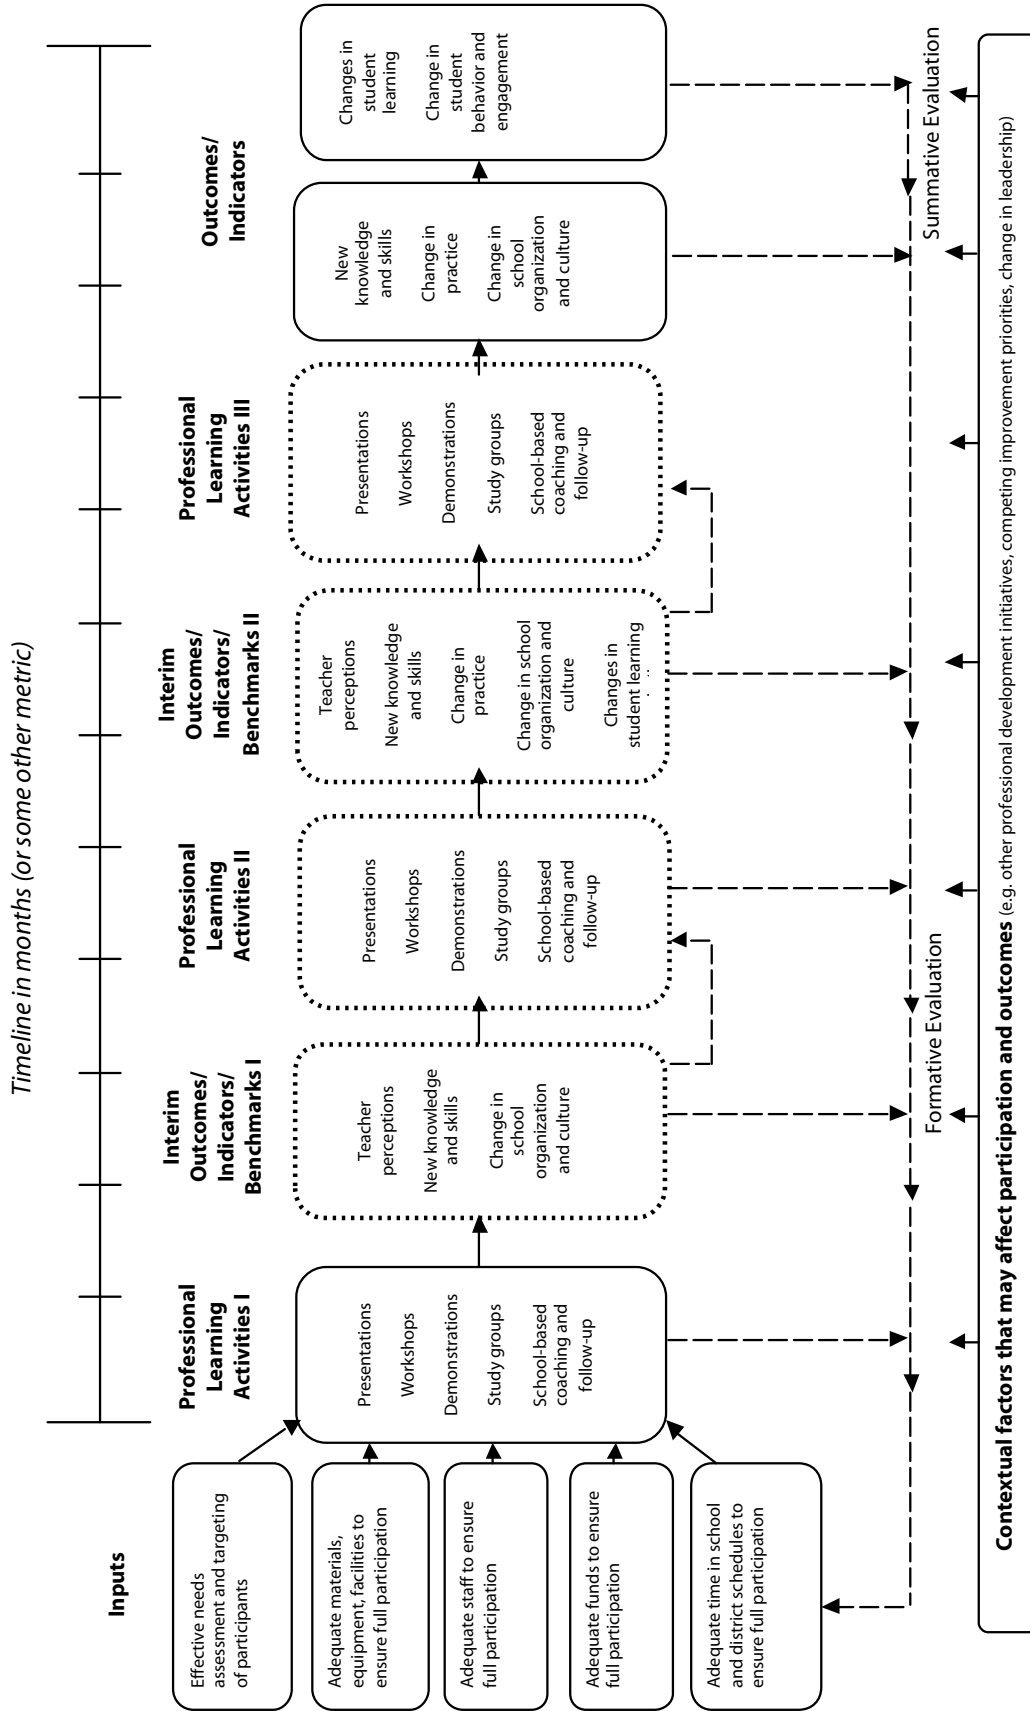 Timeline in months (or some other metric)
Inputs
Effective needs
assessment and targeting
of participants
Adequate materials,
equipment, facilities to
ensure full participation
Adequate staff to ensure
full participation
Adequate funds to ensure
full participation
Adequate time in school
and district schedules to
ensure full participation
Professional
Learning
Activities I
Presentations
Workshops
Demonstrations
Study groups
School-based
coaching and
follow-up
Interim
Outcomes/
Indicators/
Benchmarks I
Teacher
perceptions
New knowledge
and skills
Change in
school
organization
and culture
Professional
Learning
Activities II
Presentations
Workshops
Demonstrations
Study groups
School-based
coaching and
follow-up
Interim
Outcomes/
Indicators/
Benchmarks II
Teacher
perceptions
New knowledge
and skills
Change in
practice
Change in school
organization and
culture
Changes in
student learning
Professional
Learning
Activities III
Presentations
Workshops
Demonstrations
Study groups
School-based
coaching and
follow-up
Outcomes/
Indicators
New
knowledge
and skills
Change in
practice
Change in
school
organization
and culture
Changes in
student
learning
Change in
student
behavior and
engagement
Formative Evaluation
Summative Evaluation
Contextual factors that may affect participation and outcomes (e.g. other professional development initiatives, competing improvement priorities, change in leadership)